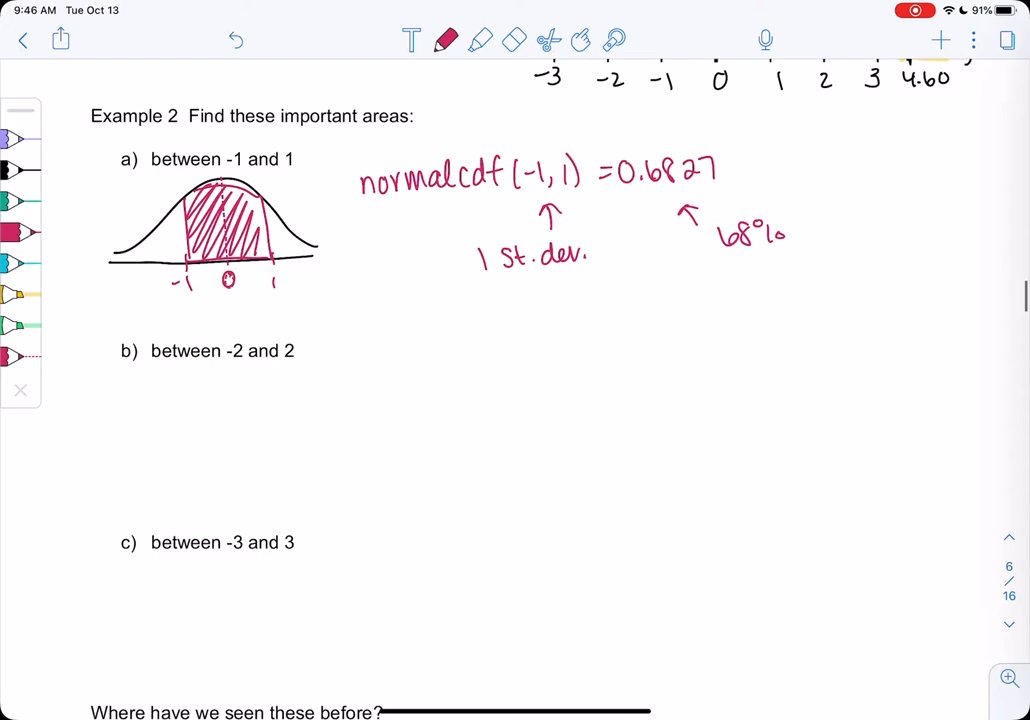 9:46 AM Tue Oct 13
91%
-3 -2 -1 0 1 2 3 4.60
Example 2 Find these important areas:
a) between -1 and 1
normalcdf (-1, 1) = 0.6827
68%
1 St. dev.
-1 0 1
b) between -2 and 2
c) between -3 and 3
6
/
16
Where have we seen these before?